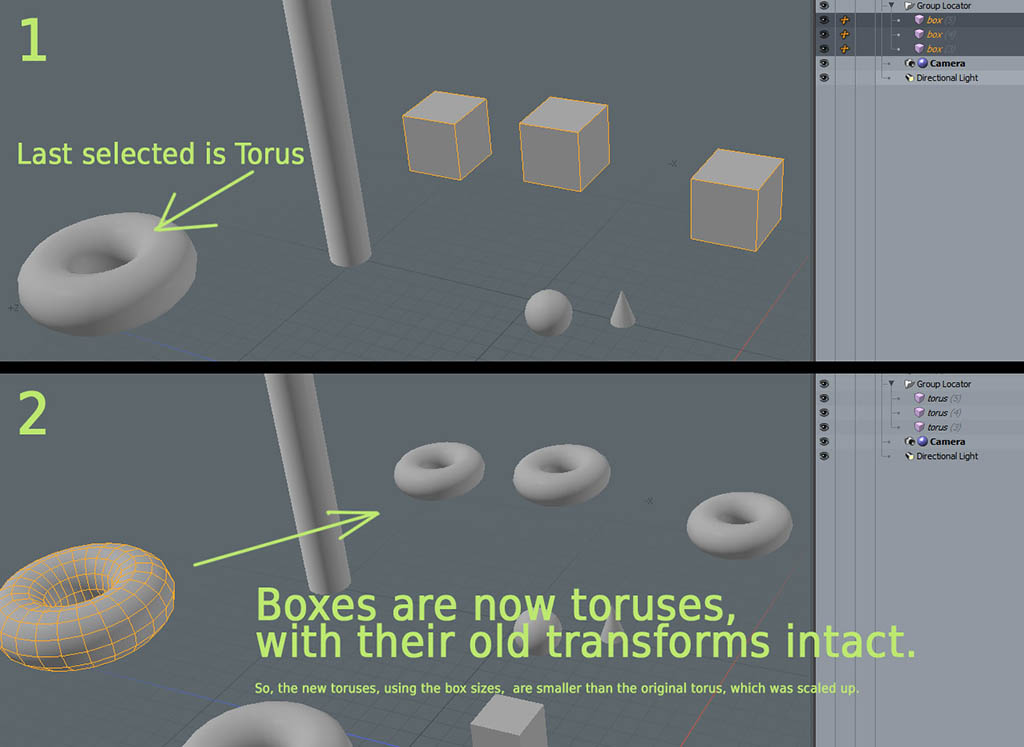 1
Group Locator
box (5)
box (4)
box (3)
Camera
Directional Light
Last selected is Torus
-X
+Z
2
Group Locator
torus (5)
torus (4)
torus (3)
Camera
Directional Light
-X
Boxes are now toruses,
with their old transforms intact.
So, the new toruses, using the box sizes,  are smaller than the original torus, which was scaled up.